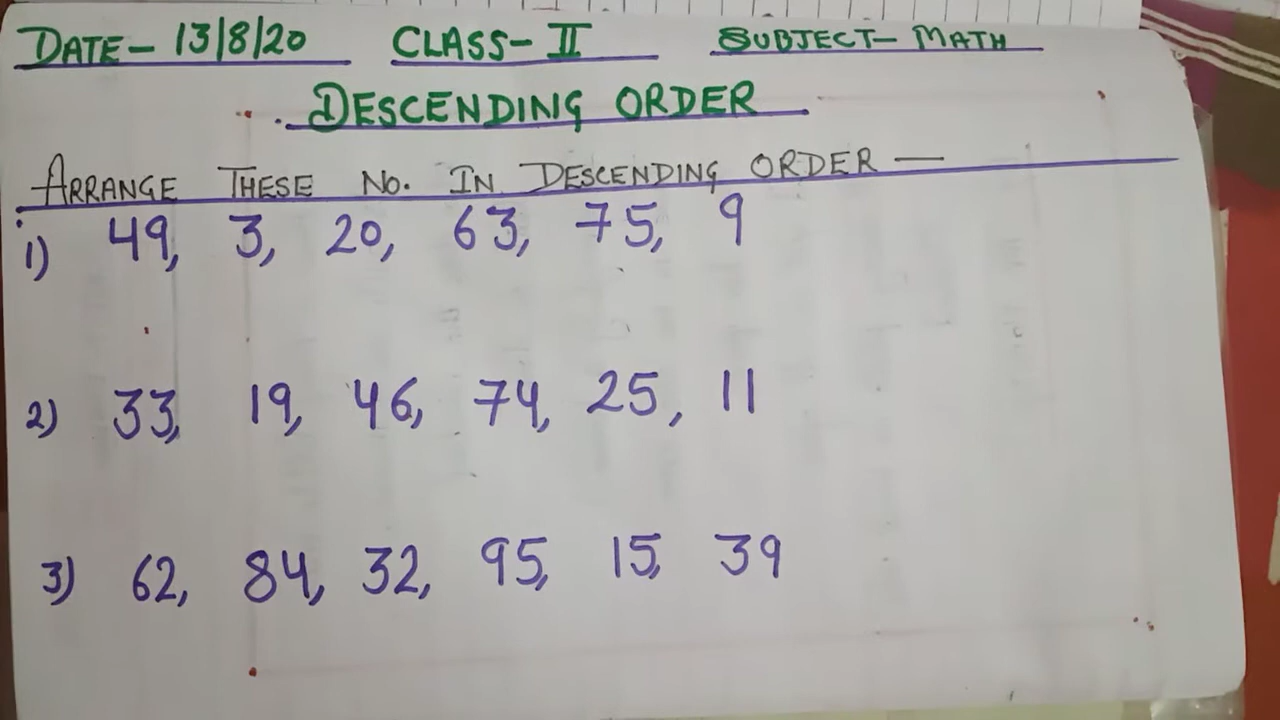 DATE- 13/8/20 CLASS- II SUBJECT- MATH
DESCENDING ORDER
ARRANGE THESE NO. IN DESCENDING ORDER —
1) 49, 3, 20, 63, 75, 9
2) 33, 19, 46, 74, 25, 11
3) 62, 84, 32, 95, 15, 39